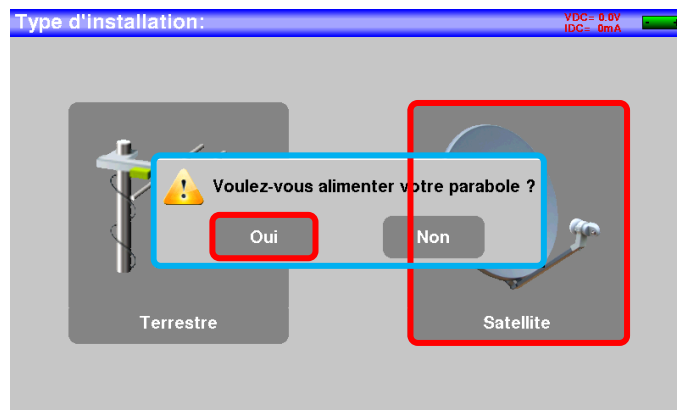 Type d'installation:
VDC= 0.0V
IDC= 0mA
Voulez-vous alimenter votre parabole ?
Oui
Non
Terrestre
Satellite